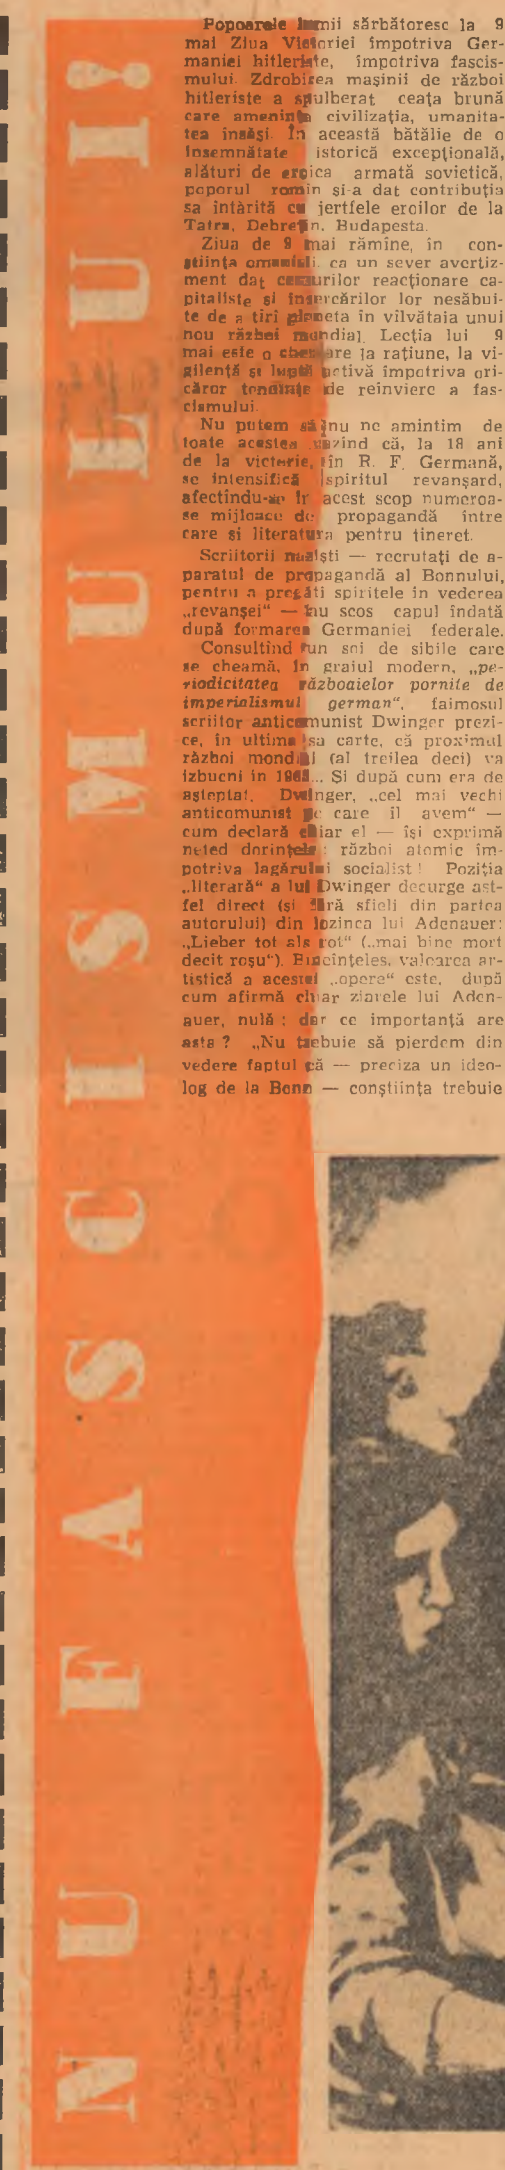 NU FASCISMULUI!
Popoarele lumii sărbătoresc la 9
mai Ziua Victoriei împotriva Ger-
maniei hitleriste, împotriva fascis-
mului. Zdrobirea mașinii de război
hitleriste a spulberat ceața brună
care amenința civilizația, umanita-
tea însăși. În această bătălie de o
însemnătate istorică excepțională,
alături de eroica armată sovietică,
poporul romîn și-a dat contribuția
sa întărită cu jertfele eroilor de la
Tatra, Debrețin, Budapesta.
Ziua de 9 mai rămîne, în con-
știința omenirii, ca un sever avertiz-
ment dat cercurilor reacționare ca-
pitaliste și încercărilor lor nesăbui-
te de a tîrî planeta în vîlvătaia unui
nou război mondial. Lecția lui 9
mai este o chemare la rațiune, la vi-
gilență și luptă activă împotriva ori-
căror tendințe de reînviere a fas-
cismului.
Nu putem să nu ne amintim de
toate acestea văzînd că, la 18 ani
de la victorie, în R. F. Germană,
se intensifică spiritul revanșard,
afectîndu-se în acest scop numeroa-
se mijloace de propagandă între
care și literatura pentru tineret.
Scriitorii naziști — recrutați de a-
paratul de propagandă al Bonnului,
pentru a pregăti spiritele în vederea
„revanșei“ — au scos capul îndată
după formarea Germaniei federale.
Consultînd un soi de sibile care
se cheamă, în graiul modern, „pe-
riodicitatea războaielor pornite de
imperialismul german“, faimosul
scriitor anticomunist Dwinger prezi-
ce, în ultima sa carte, că proximul
război mondial (al treilea deci) va
izbucni în ... Și după cum era de
așteptat, Dwinger, „cel mai vechi
anticomunist pe care îl avem“ —
cum declară chiar el — își exprimă
neted dorințele: război atomic îm-
potriva lagărului socialist! Poziția
„literară“ a lui Dwinger decurge ast-
fel direct (și fără sfieli din partea
autorului) din lozinca lui Adenauer:
„Lieber tot als rot“ („mai bine mort
decît roșu“). Bineînțeles, valoarea ar-
tistică a acestei „opere“ este, după
cum afirmă chiar ziarele lui Aden-
auer, nulă; dar ce importanță are
asta? „Nu trebuie să pierdem din
vedere faptul că — preciza un ideo-
log de la Bonn — conștiința trebuie